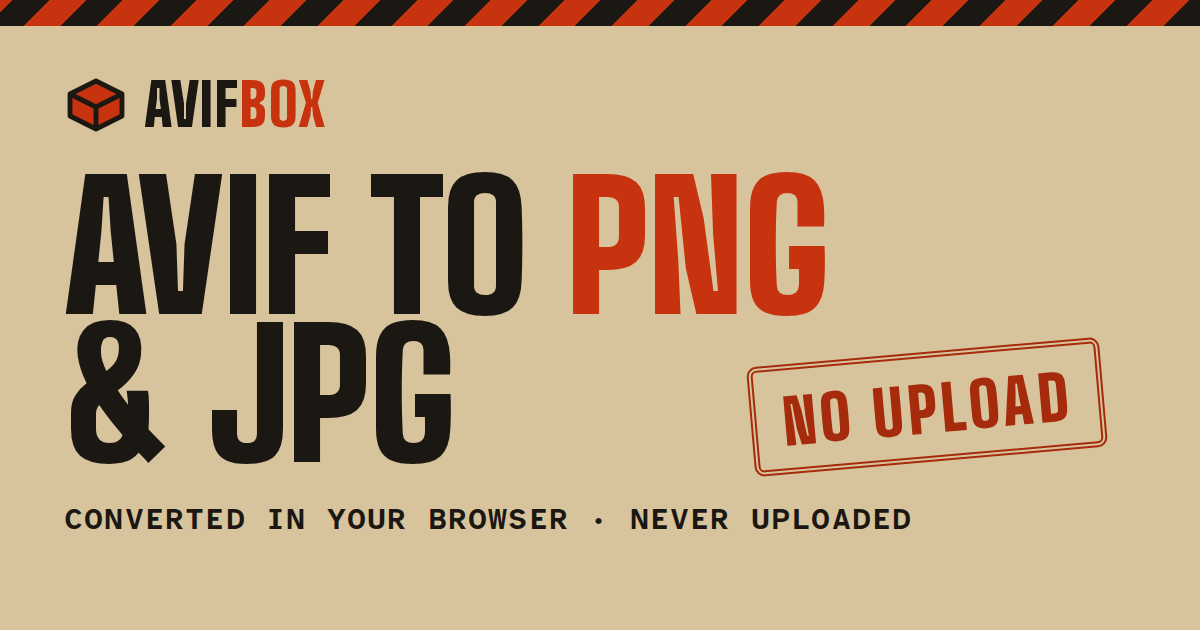 AVIFBOX
AVIF TO PNG
& JPG
NO UPLOAD
CONVERTED IN YOUR BROWSER · NEVER UPLOADED